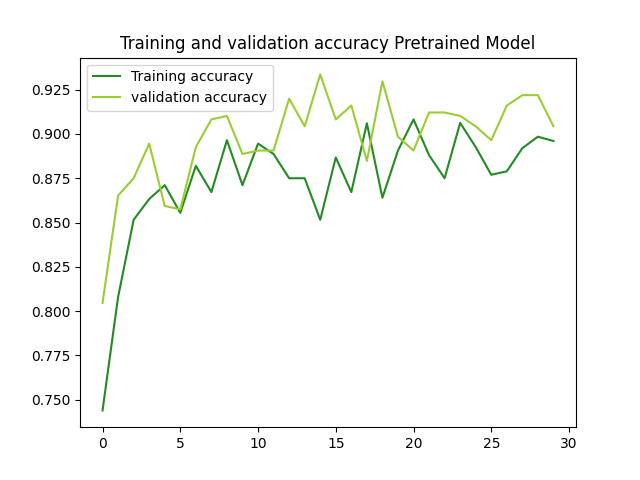 Training and validation accuracy Pretrained Model
Training accuracy
validation accuracy
0.925
0.900
0.875
0.850
0.825
0.800
0.775
0.750
0 5 10 15 20 25 30